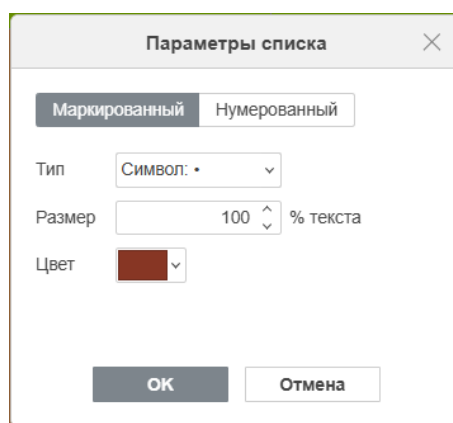 Параметры списка
Маркированный Нумерованный
Тип Символ: •
Размер 100 % текста
Цвет
ОК Отмена